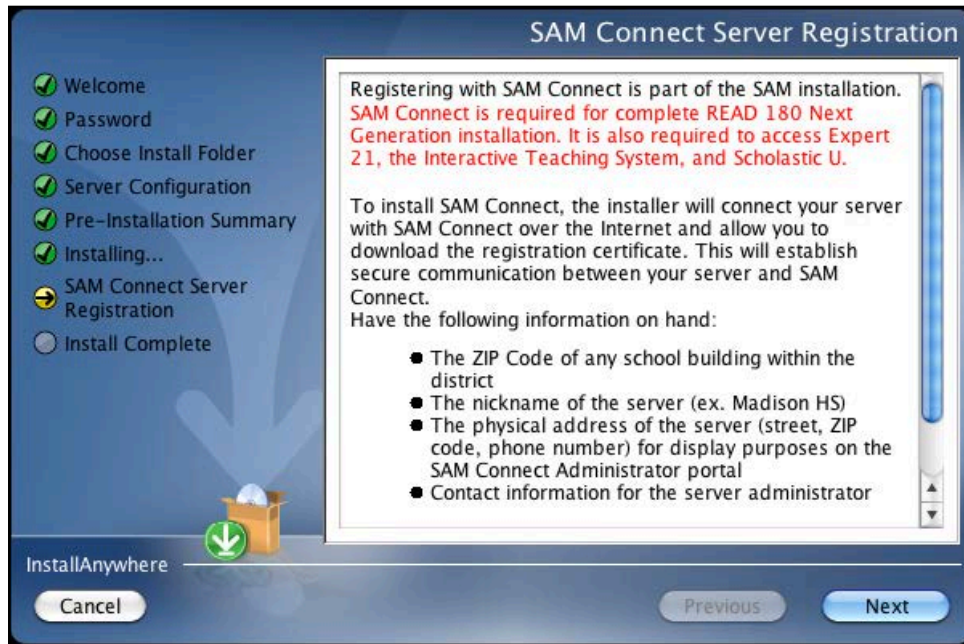 SAM Connect Server Registration
Welcome
Password
Choose Install Folder
Server Configuration
Pre-Installation Summary
Installing...
SAM Connect Server
Registration
Install Complete
Registering with SAM Connect is part of the SAM installation.
SAM Connect is required for complete READ 180 Next
Generation installation. It is also required to access Expert
21, the Interactive Teaching System, and Scholastic U.
To install SAM Connect, the installer will connect your server
with SAM Connect over the Internet and allow you to
download the registration certificate. This will establish
secure communication between your server and SAM
Connect.
Have the following information on hand:
● The ZIP Code of any school building within the
district
● The nickname of the server (ex. Madison HS)
● The physical address of the server (street, ZIP
code, phone number) for display purposes on the
SAM Connect Administrator portal
● Contact information for the server administrator
InstallAnywhere
Cancel
Previous
Next